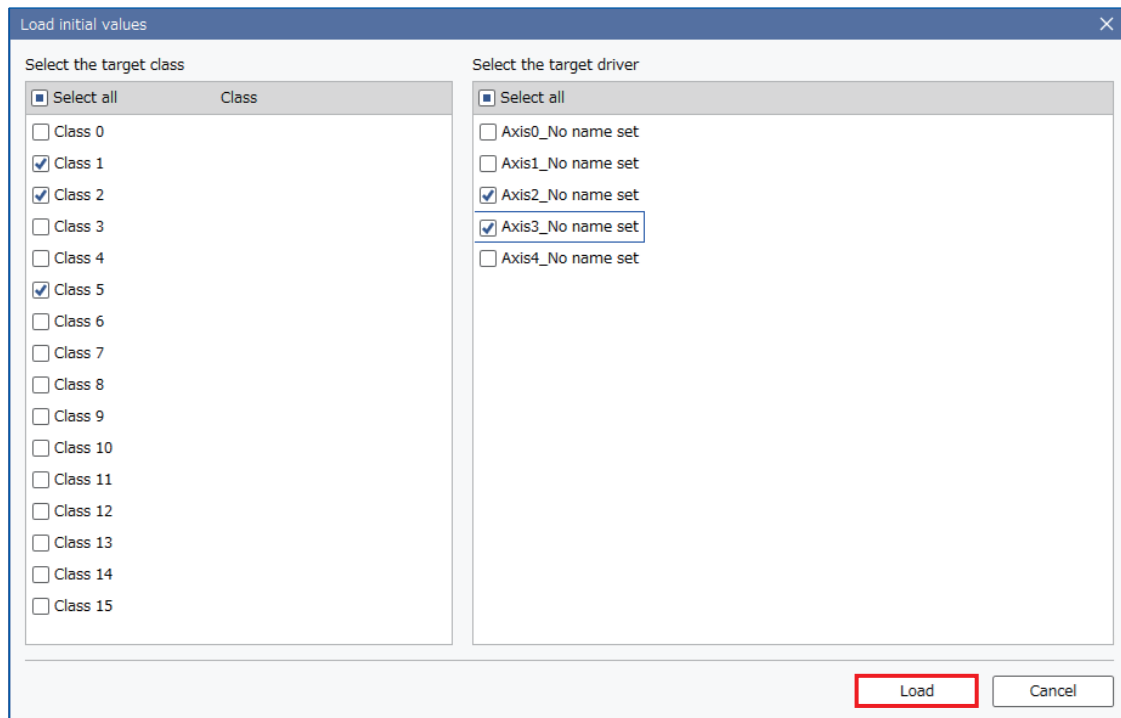 Load initial values
Select the target class
Select all Class
Class 0
Class 1
Class 2
Class 3
Class 4
Class 5
Class 6
Class 7
Class 8
Class 9
Class 10
Class 11
Class 12
Class 13
Class 14
Class 15
Select the target driver
Select all
Axis0_No name set
Axis1_No name set
Axis2_No name set
Axis3_No name set
Axis4_No name set
Load
Cancel